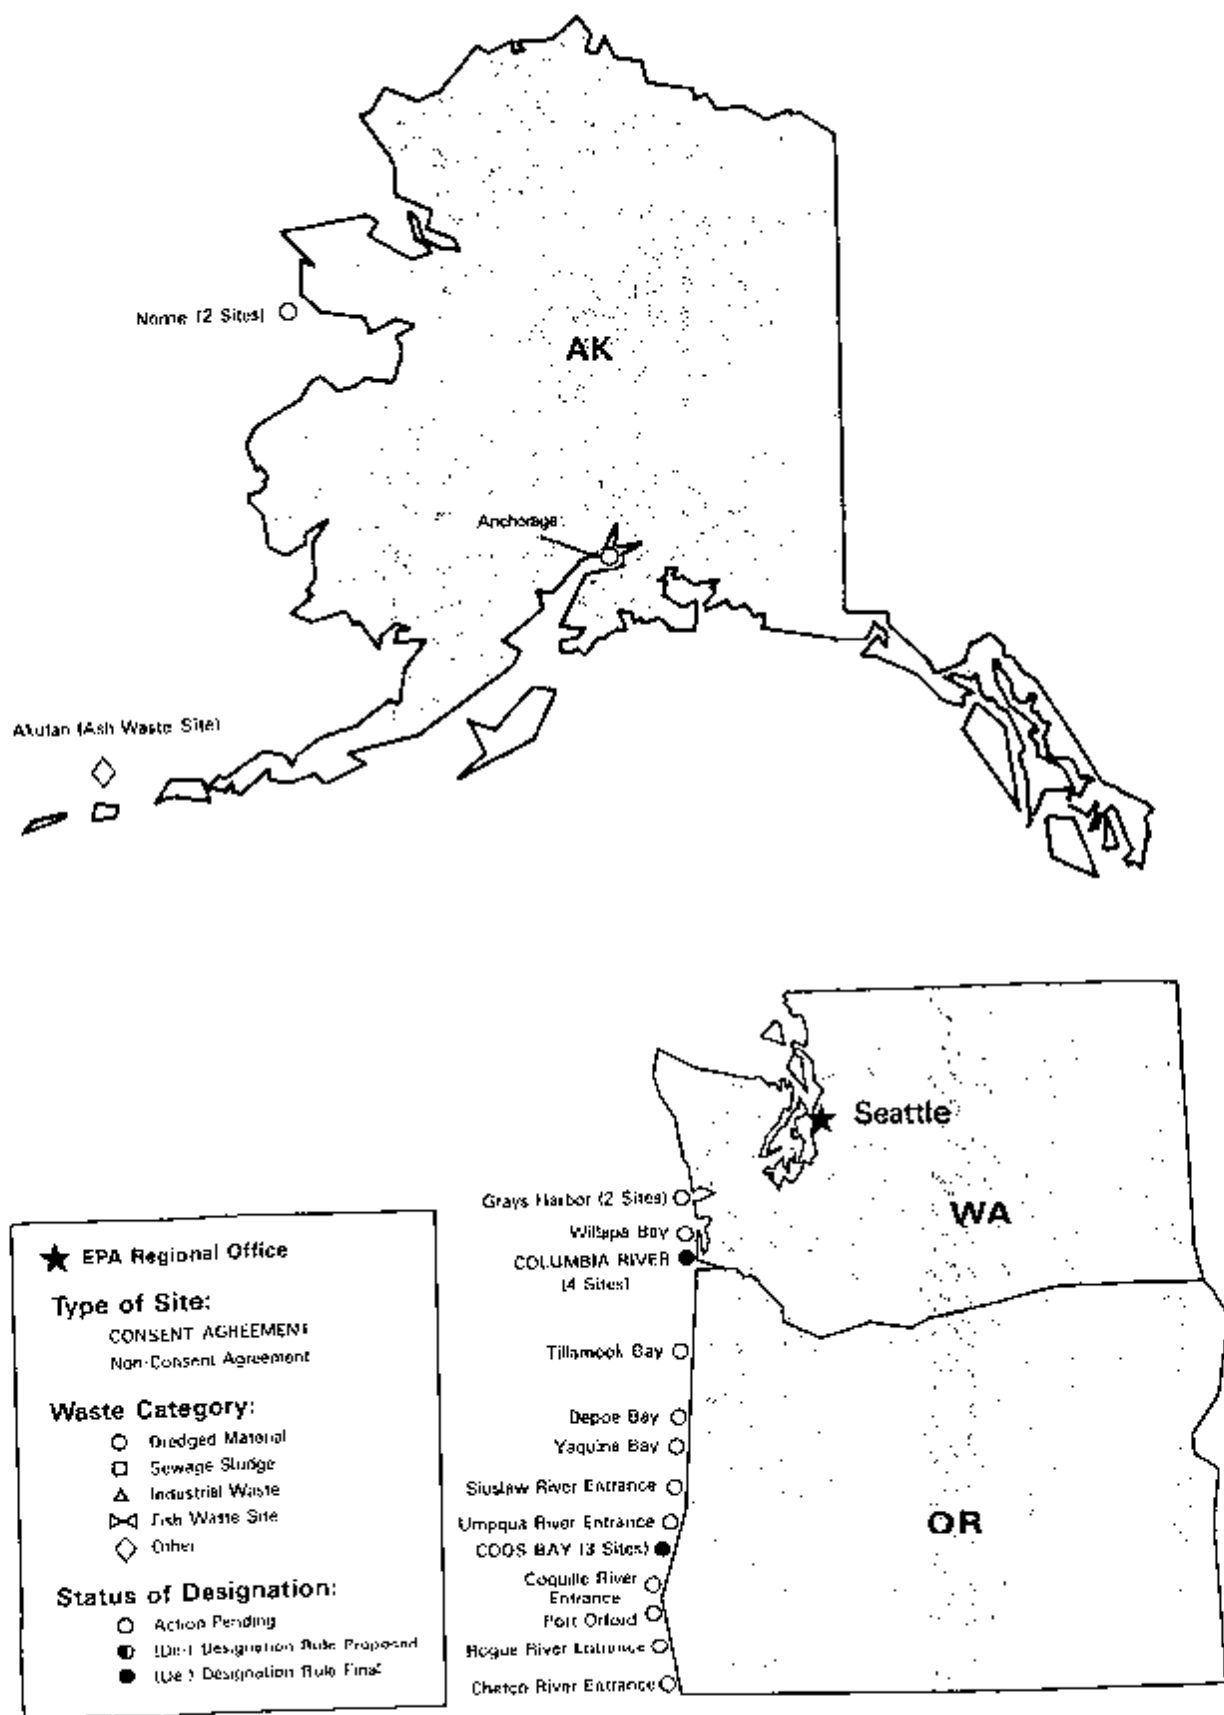 Nome (2 Sites)
AK
Anchorage
Akutan (Ash Waste Site)
Seattle
WA
Grays Harbor (2 Sites)
Willapa Bay
COLUMBIA RIVER
(4 Sites)
Tillamook Bay
Depoe Bay
Yaquina Bay
Siuslaw River Entrance
Umpqua River Entrance
COOS BAY (3 Sites)
Coquille River
Entrance
Port Orford
Rogue River Entrance
Chetco River Entrance
OR
EPA Regional Office
Type of Site:
CONSENT AGREEMENT
Non-Consent Agreement
Waste Category:
Dredged Material
Sewage Sludge
Industrial Waste
Fish Waste Site
Other
Status of Designation:
Action Pending
(De-) Designation Rule Proposed
(De-) Designation Rule Final